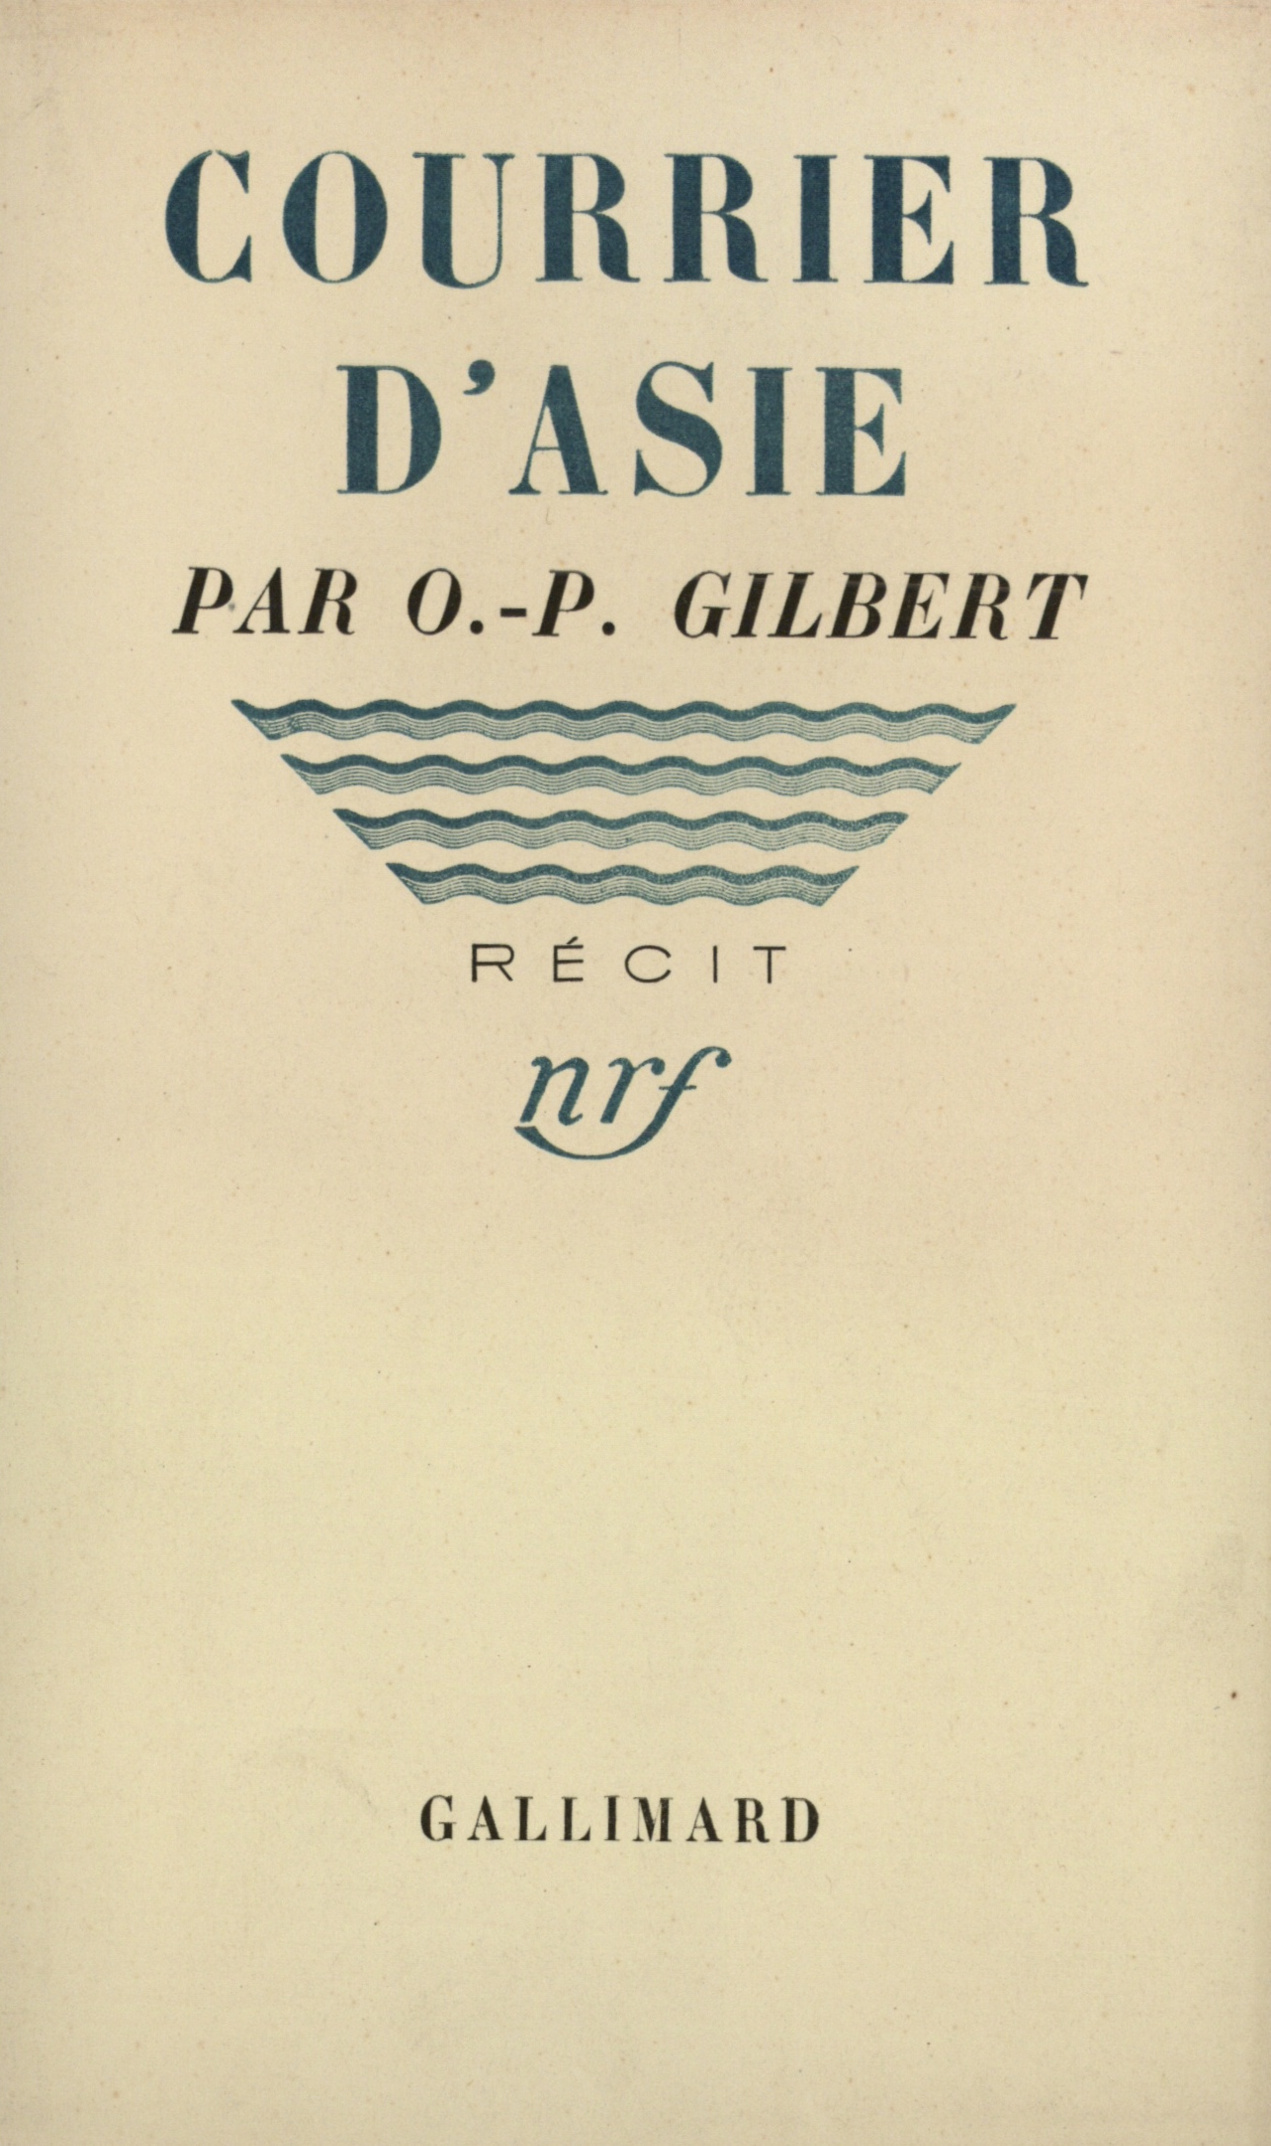 COURRIER
D'ASIE
PAR O.-P. GILBERT
RÉCIT
nrf
GALLIMARD